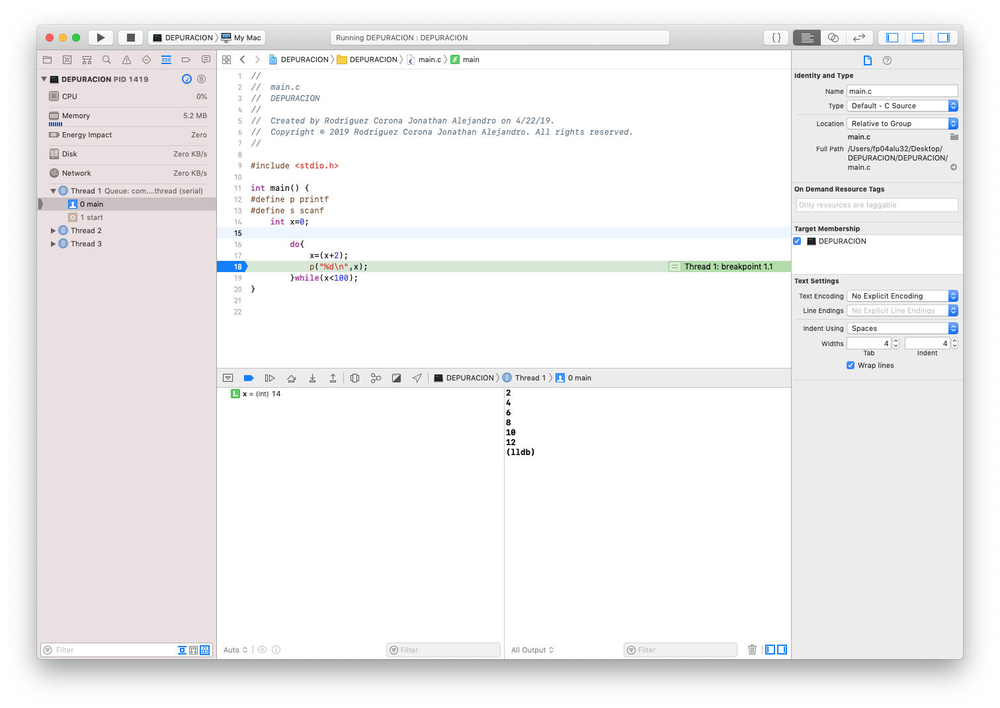 DEPURACION
My Mac
Running DEPURACION : DEPURACION
{ }
DEPURACION PID 1419
CPU 0%
Memory 5.2 MB
Energy Impact Zero
Disk Zero KB/s
Network Zero KB/s
Thread 1 Queue: com....thread (serial)
0 main
1 start
Thread 2
Thread 3
Filter
DEPURACION
DEPURACION
main.c
main
1 //
2 //  main.c
3 //  DEPURACION
4 //
5 //  Created by Rodriguez Corona Jonathan Alejandro on 4/22/19.
6 //  Copyright © 2019 Rodriguez Corona Jonathan Alejandro. All rights reserved.
7 //
8
9 #include <stdio.h>
10
11 int main() {
12 #define p printf
13 #define s scanf
14     int x=0;
15
16         do{
17             x=(x+2);
18             p("%d\n",x);
Thread 1: breakpoint 1.1
19         }while(x<100);
20 }
21
22
DEPURACION
Thread 1
0 main
L x = (int) 14
2
4
6
8
10
12
(lldb)
Auto
Filter
All Output
Filter
Identity and Type
Name main.c
Type Default - C Source
Location Relative to Group
main.c
Full Path /Users/fp04alu32/Desktop/
DEPURACION/DEPURACION/
main.c
On Demand Resource Tags
Only resources are taggable
Target Membership
DEPURACION
Text Settings
Text Encoding No Explicit Encoding
Line Endings No Explicit Line Endings
Indent Using Spaces
Widths 4 4
Tab Indent
Wrap lines